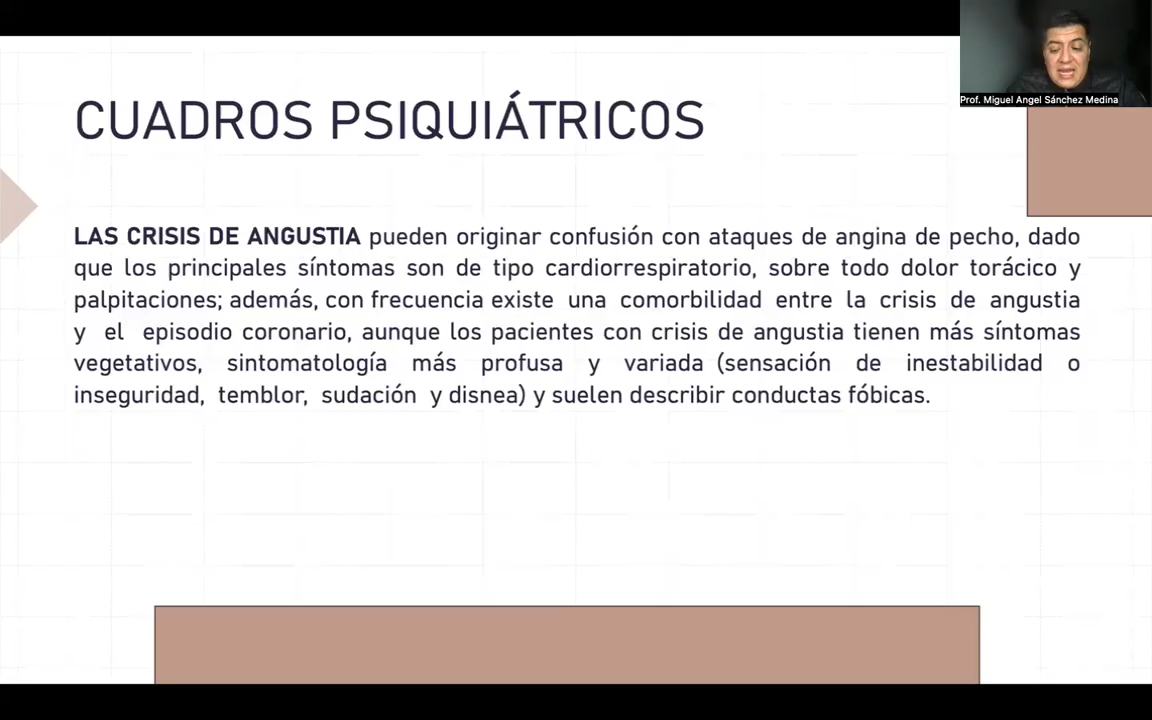 Prof. Miguel Angel Sánchez Medina
CUADROS PSIQUIÁTRICOS
LAS CRISIS DE ANGUSTIA pueden originar confusión con ataques de angina de pecho, dado
que los principales síntomas son de tipo cardiorrespiratorio, sobre todo dolor torácico y
palpitaciones; además, con frecuencia existe una comorbilidad entre la crisis de angustia
y el episodio coronario, aunque los pacientes con crisis de angustia tienen más síntomas
vegetativos, sintomatología más profusa y variada (sensación de inestabilidad o
inseguridad, temblor, sudación y disnea) y suelen describir conductas fóbicas.